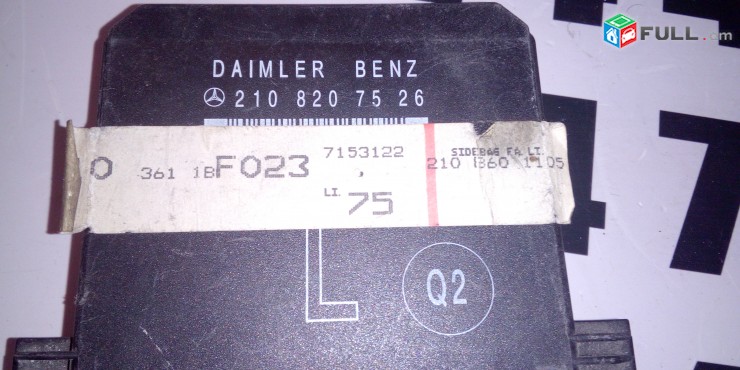 FULL.am
DAIMLER BENZ
210 820 75 26
O 361 1B F023 7153122 , SIDEBAG FA LI.
LI. 75 210 860 1105
L
Q2